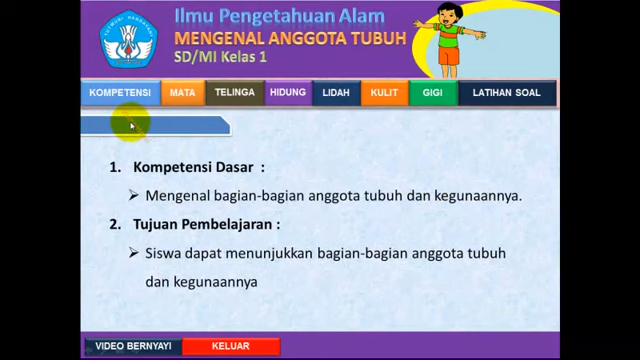 Ilmu Pengetahuan Alam
MENGENAL ANGGOTA TUBUH
SD/MI Kelas 1
KOMPETENSI MATA TELINGA HIDUNG LIDAH KULIT GIGI LATIHAN SOAL
1. Kompetensi Dasar :
➢ Mengenal bagian-bagian anggota tubuh dan kegunaannya.
2. Tujuan Pembelajaran :
➢ Siswa dapat menunjukkan bagian-bagian anggota tubuh
dan kegunaannya
VIDEO BERNYAYI KELUAR